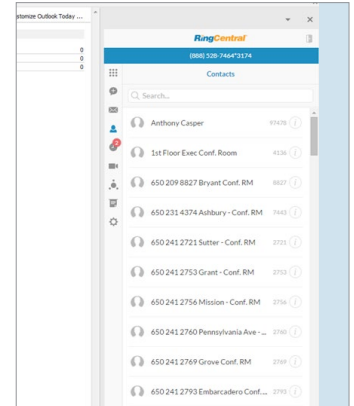 stomize Outlook Today ...
0
0
0
RingCentral
(888) 528-7464*3174
Contacts
Search...
2
Anthony Casper 97478
1st Floor Exec Conf. Room 4136
650 209 8827 Bryant Conf. RM 8827
650 231 4374 Ashbury - Conf. RM 7443
650 241 2721 Sutter - Conf. RM 2721
650 241 2753 Grant - Conf. RM 2753
650 241 2756 Mission - Conf. RM 2756
650 241 2760 Pennsylvania Ave - ... 2760
650 241 2769 Grove Conf. RM 2769
650 241 2793 Embarcadero Conf.... 2793